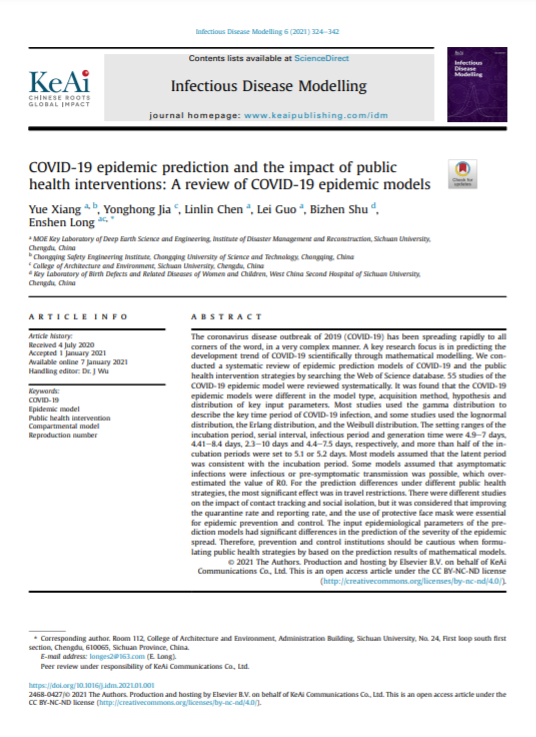 Infectious Disease Modelling 6 (2021) 324–342
Contents lists available at ScienceDirect
Infectious Disease Modelling
journal homepage: www.keaipublishing.com/idm
KeAi
CHINESE ROOTS
GLOBAL IMPACT
Infectious
Disease
Modelling
COVID-19 epidemic prediction and the impact of public
health interventions: A review of COVID-19 epidemic models
Check for
updates
Yue Xiang a, b, Yonghong Jia c, Linlin Chen a, Lei Guo a, Bizhen Shu d,
Enshen Long ac, *
a MOE Key Laboratory of Deep Earth Science and Engineering, Institute of Disaster Management and Reconstruction, Sichuan University,
Chengdu, China
b Chongqing Safety Engineering Institute, Chongqing University of Science and Technology, Chongqing, China
c College of Architecture and Environment, Sichuan University, Chengdu, China
d Key Laboratory of Birth Defects and Related Diseases of Women and Children, West China Second Hospital of Sichuan University,
Chengdu, China
ARTICLE INFO
Article history:
Received 4 July 2020
Accepted 1 January 2021
Available online 7 January 2021
Handling editor: Dr. J Wu
Keywords:
COVID-19
Epidemic model
Public health intervention
Compartmental model
Reproduction number
ABSTRACT
The coronavirus disease outbreak of 2019 (COVID-19) has been spreading rapidly to all
corners of the word, in a very complex manner. A key research focus is in predicting the
development trend of COVID-19 scientifically through mathematical modelling. We con-
ducted a systematic review of epidemic prediction models of COVID-19 and the public
health intervention strategies by searching the Web of Science database. 55 studies of the
COVID-19 epidemic model were reviewed systematically. It was found that the COVID-19
epidemic models were different in the model type, acquisition method, hypothesis and
distribution of key input parameters. Most studies used the gamma distribution to
describe the key time period of COVID-19 infection, and some studies used the lognormal
distribution, the Erlang distribution, and the Weibull distribution. The setting ranges of the
incubation period, serial interval, infectious period and generation time were 4.9–7 days,
4.41–8.4 days, 2.3–10 days and 4.4–7.5 days, respectively, and more than half of the in-
cubation periods were set to 5.1 or 5.2 days. Most models assumed that the latent period
was consistent with the incubation period. Some models assumed that asymptomatic
infections were infectious or pre-symptomatic transmission was possible, which over-
estimated the value of R0. For the prediction differences under different public health
strategies, the most significant effect was in travel restrictions. There were different studies
on the impact of contact tracking and social isolation, but it was considered that improving
the quarantine rate and reporting rate, and the use of protective face mask were essential
for epidemic prevention and control. The input epidemiological parameters of the pre-
diction models had significant differences in the prediction of the severity of the epidemic
spread. Therefore, prevention and control institutions should be cautious when formu-
lating public health strategies by based on the prediction results of mathematical models.
© 2021 The Authors. Production and hosting by Elsevier B.V. on behalf of KeAi
Communications Co., Ltd. This is an open access article under the CC BY-NC-ND license
(http://creativecommons.org/licenses/by-nc-nd/4.0/).
* Corresponding author. Room 112, College of Architecture and Environment, Administration Building, Sichuan University, No. 24, First loop south first
section, Chengdu, 610065, Sichuan Province, China.
E-mail address: longes2@163.com (E. Long).
Peer review under responsibility of KeAi Communications Co., Ltd.
https://doi.org/10.1016/j.idm.2021.01.001
2468-0427/© 2021 The Authors. Production and hosting by Elsevier B.V. on behalf of KeAi Communications Co., Ltd. This is an open access article under the
CC BY-NC-ND license (http://creativecommons.org/licenses/by-nc-nd/4.0/).